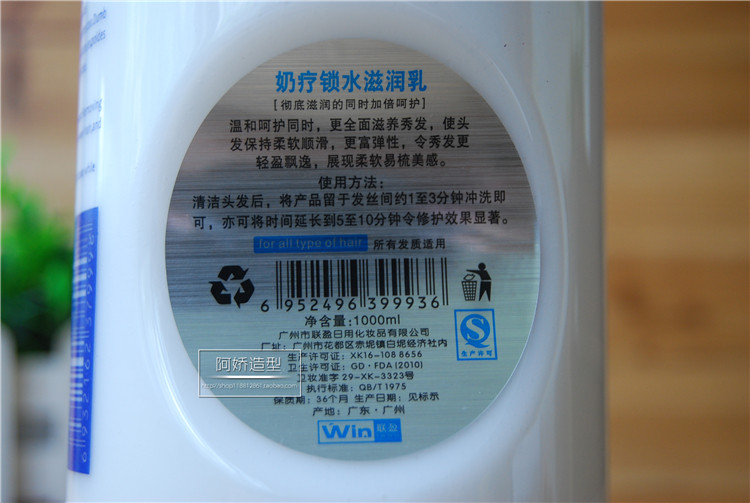 奶疗锁水滋润乳
[彻底滋润的同时加倍呵护]
温和呵护同时，更全面滋养秀发，使头
发保持柔软顺滑，更富弹性，令秀发更
轻盈飘逸，展现柔软易梳美感。
使用方法：
清洁头发后，将产品留于发丝间约1至3分钟冲洗即
可，亦可将时间延长到5至10分钟令修护效果显著。
for all type of hair 所有发质适用
6 952496 399936
净含量:1000ml
广州市联盈日用化妆品有限公司
厂址：广州市花都区赤坭镇白坭经济社内
生产许可证：XK16-108 8656
卫生许可证：GD·FDA (2010)
卫妆准字 29-XK-3323号
执行标准：QB/T 1975
保质期：36个月 生产日期：见标示
产地：广东·广州
Win 联盈
生产许可
阿娇造型